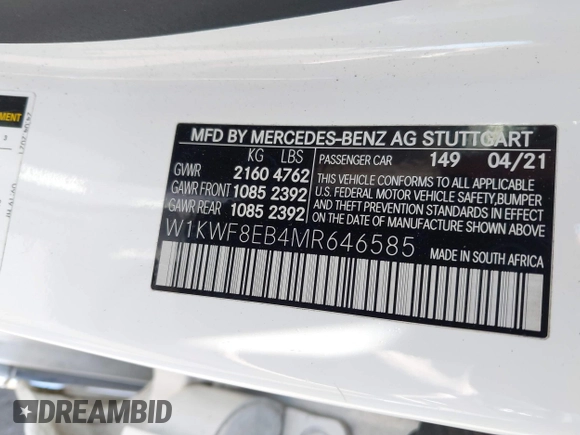 MENT
MFD BY MERCEDES-BENZ AG STUTTGART
KG LBS
GVWR 2160 4762
GAWR FRONT 1085 2392
GAWR REAR 1085 2392
PASSENGER CAR 149 04/21
THIS VEHICLE CONFORMS TO ALL APPLICABLE
U.S. FEDERAL MOTOR VEHICLE SAFETY, BUMPER
AND THEFT PREVENTION STANDARDS IN EFFECT
ON THE DATE OF MANUFACTURE SHOWN ABOVE
W1KWF8EB4MR646585
MADE IN SOUTH AFRICA
DREAMBID